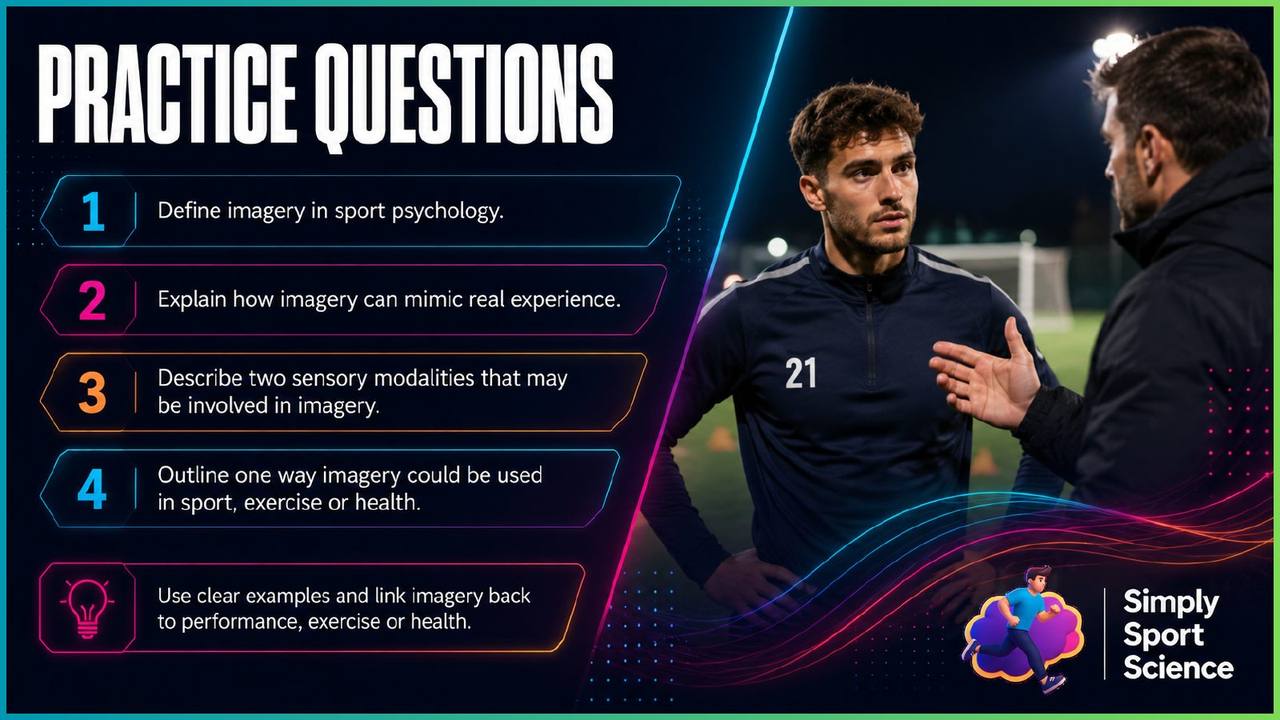 PRACTICE QUESTIONS
1
Define imagery in sport psychology.
2
Explain how imagery can mimic real experience.
3
Describe two sensory modalities that may
be involved in imagery.
4
Outline one way imagery could be used
in sport, exercise or health.
Use clear examples and link imagery back
to performance, exercise or health.
21
Simply
Sport
Science